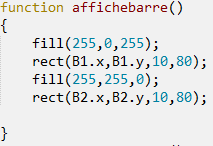 function affichebarre()
{
fill(255,0,255);
rect(B1.x,B1.y,10,80);
fill(255,255,0);
rect(B2.x,B2.y,10,80);
}